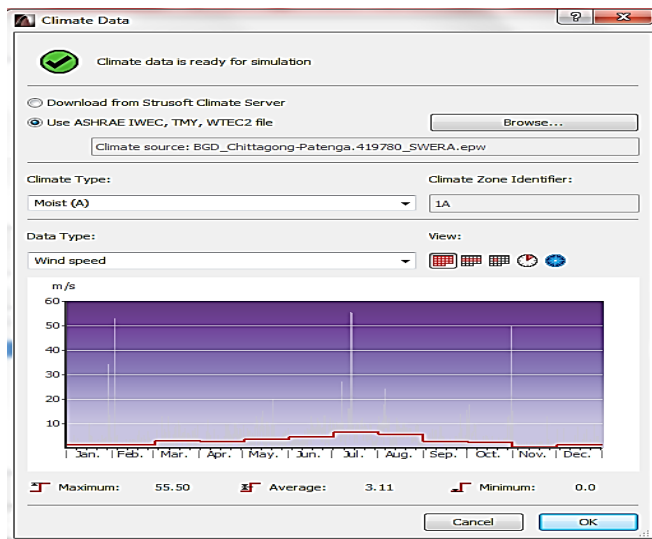 Climate Data
?
Climate data is ready for simulation
Download from Strusoft Climate Server
Use ASHRAE IWEC, TMY, WTEC2 file
Browse...
Climate source: BGD_Chittagong-Patenga.419780_SWERA.epw
Climate Type:
Climate Zone Identifier:
Moist (A)
1A
Data Type:
View:
Wind speed
m/s
60
50
40
30
20
10
Jan. Feb. Mar. Apr. May. Jun. Jul. Aug. Sep. Oct. Nov. Dec.
Maximum: 55.50 Average: 3.11 Minimum: 0.0
Cancel OK